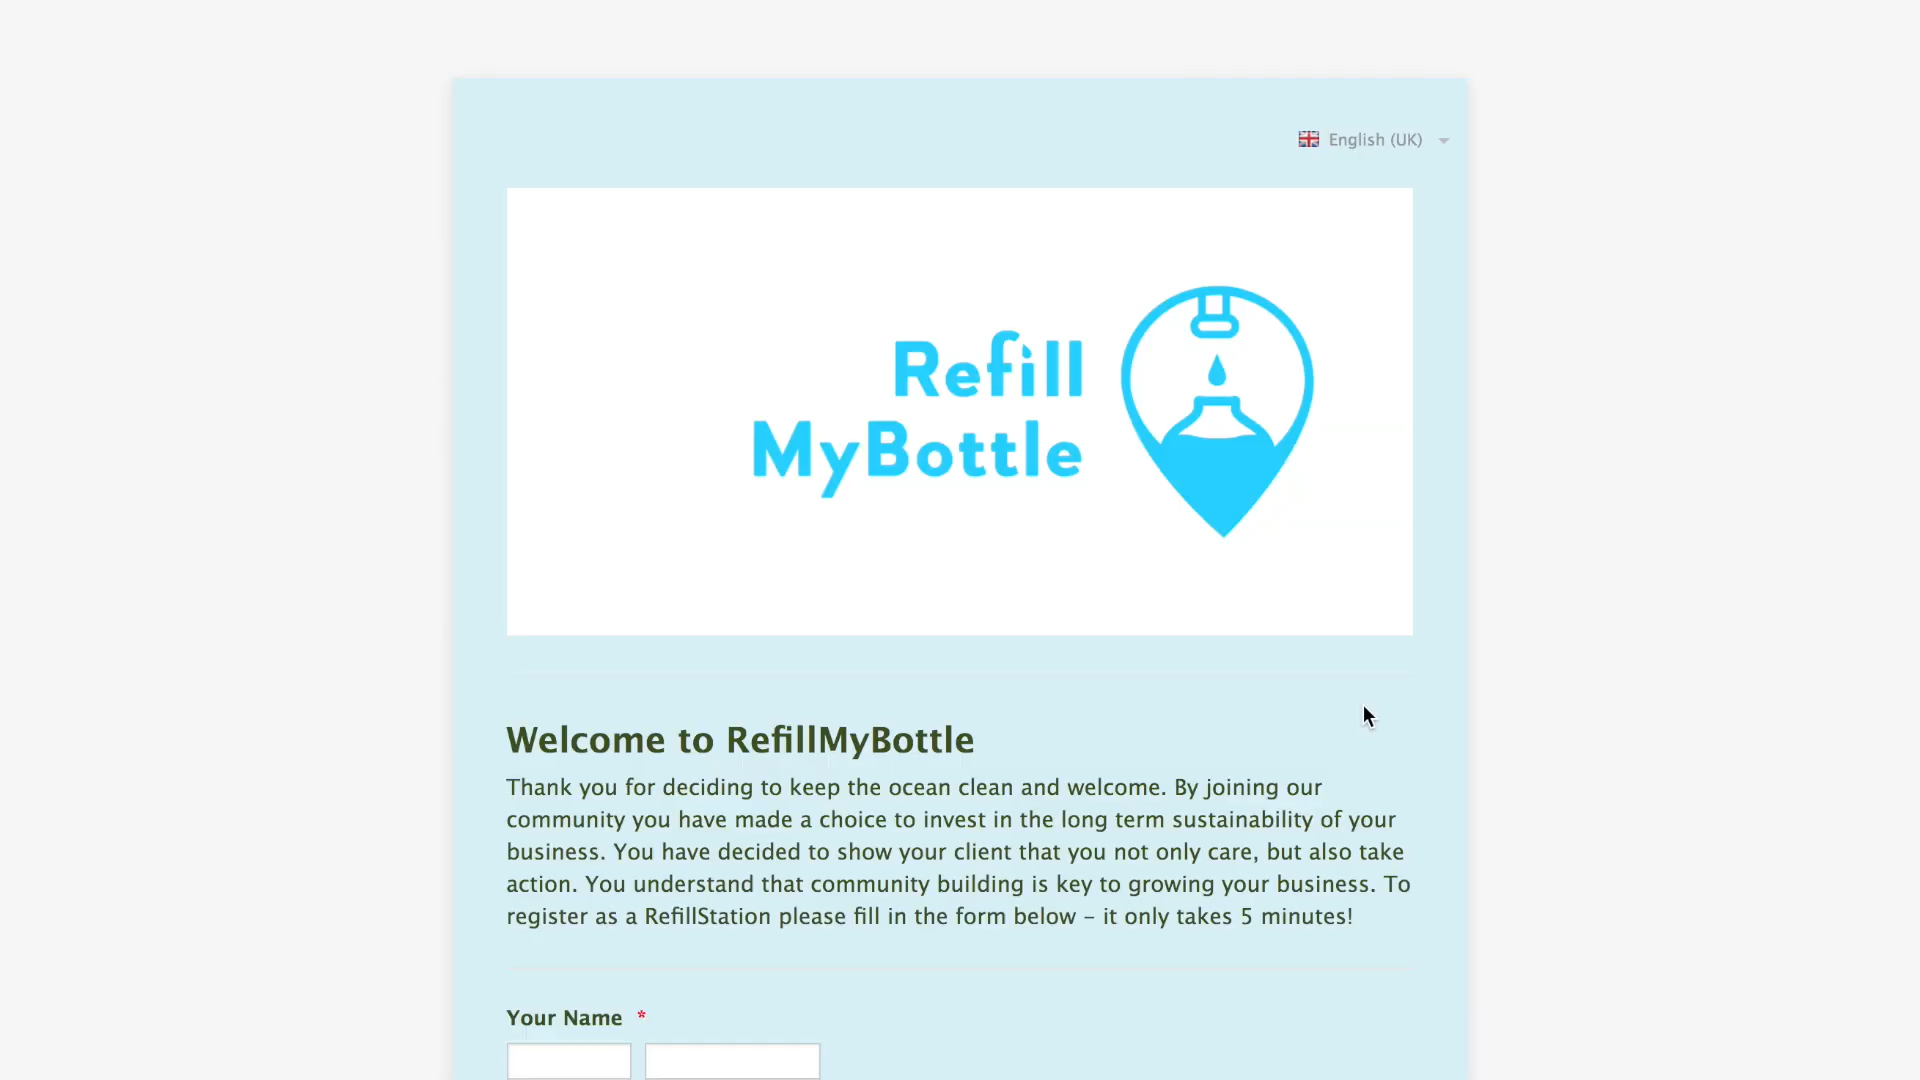 English (UK)
Refill
MyBottle
Welcome to RefillMyBottle
Thank you for deciding to keep the ocean clean and welcome. By joining our
community you have made a choice to invest in the long term sustainability of your
business. You have decided to show your client that you not only care, but also take
action. You understand that community building is key to growing your business. To
register as a RefillStation please fill in the form below – it only takes 5 minutes!
Your Name *